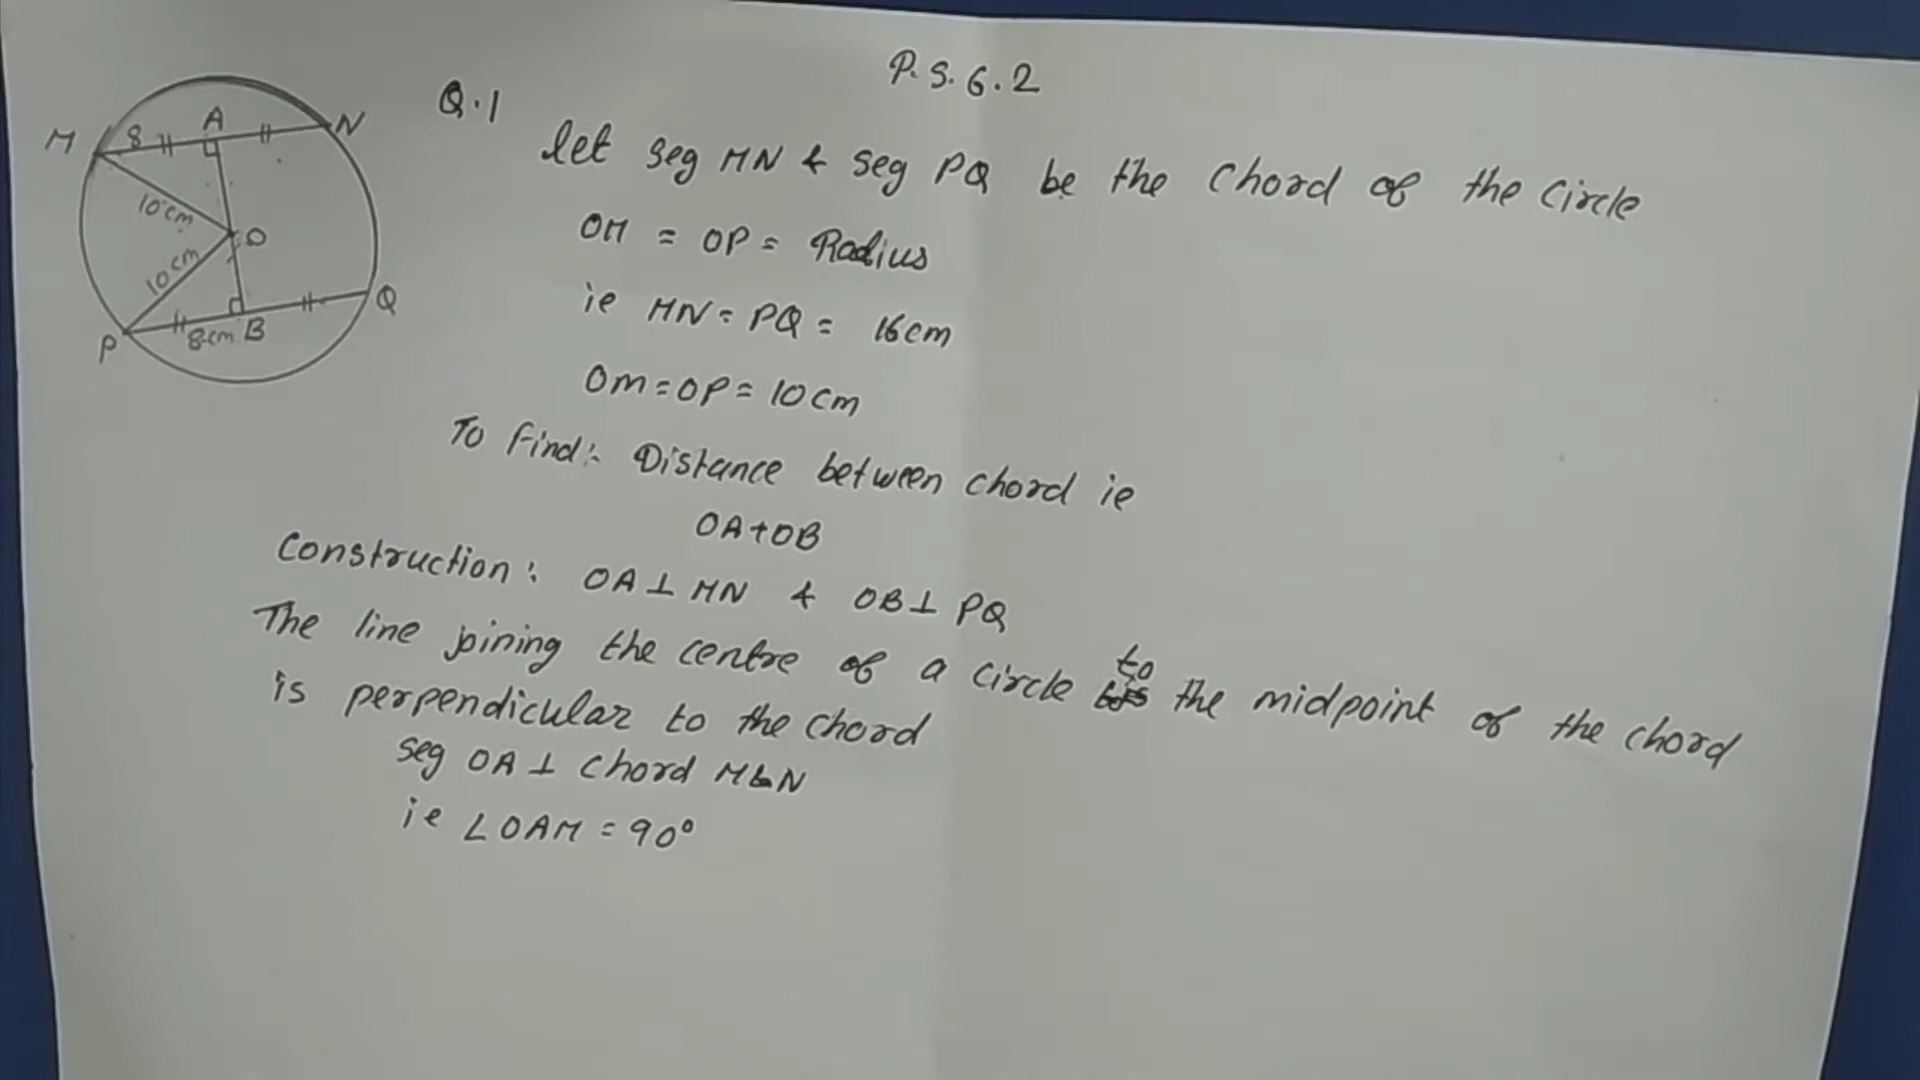 P.S. 6.2
Q.1
let seg MN & seg PQ be the chord of the circle
OM = OP = Radius
ie MN = PQ = 16cm
OM = OP = 10cm
To find:- Distance between chord ie
OA+OB
Construction: OA⊥MN & OB⊥PQ
The line joining the centre of a circle to the midpoint of the chord
is perpendicular to the chord
seg OA⊥ chord MN
ie ∠OAM = 90°
M
8
A
N
10cm
O
10cm
P
8cm
B
Q